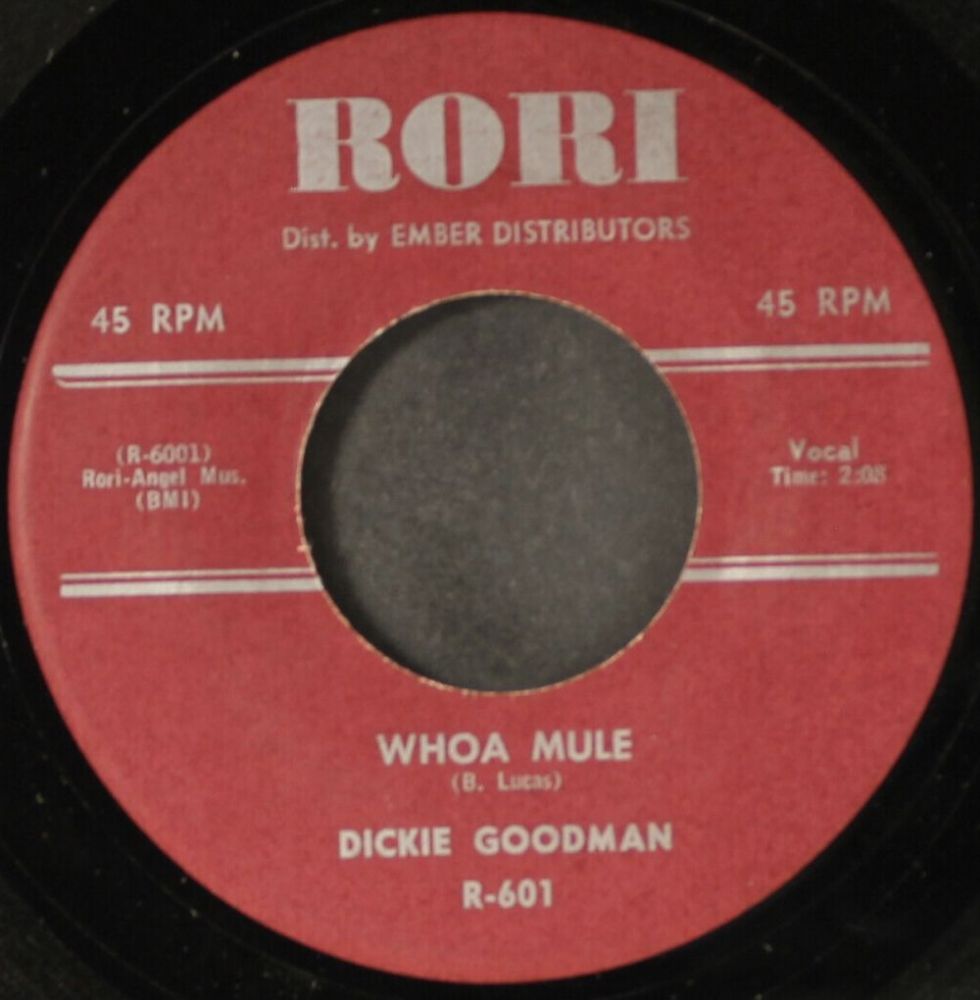 RORI
Dist. by EMBER DISTRIBUTORS
45 RPM
45 RPM
(R-6001)
Rori-Angel Mus.
(BMI)
Vocal
Time: 2:08
WHOA MULE
(B. Lucas)
DICKIE GOODMAN
R-601